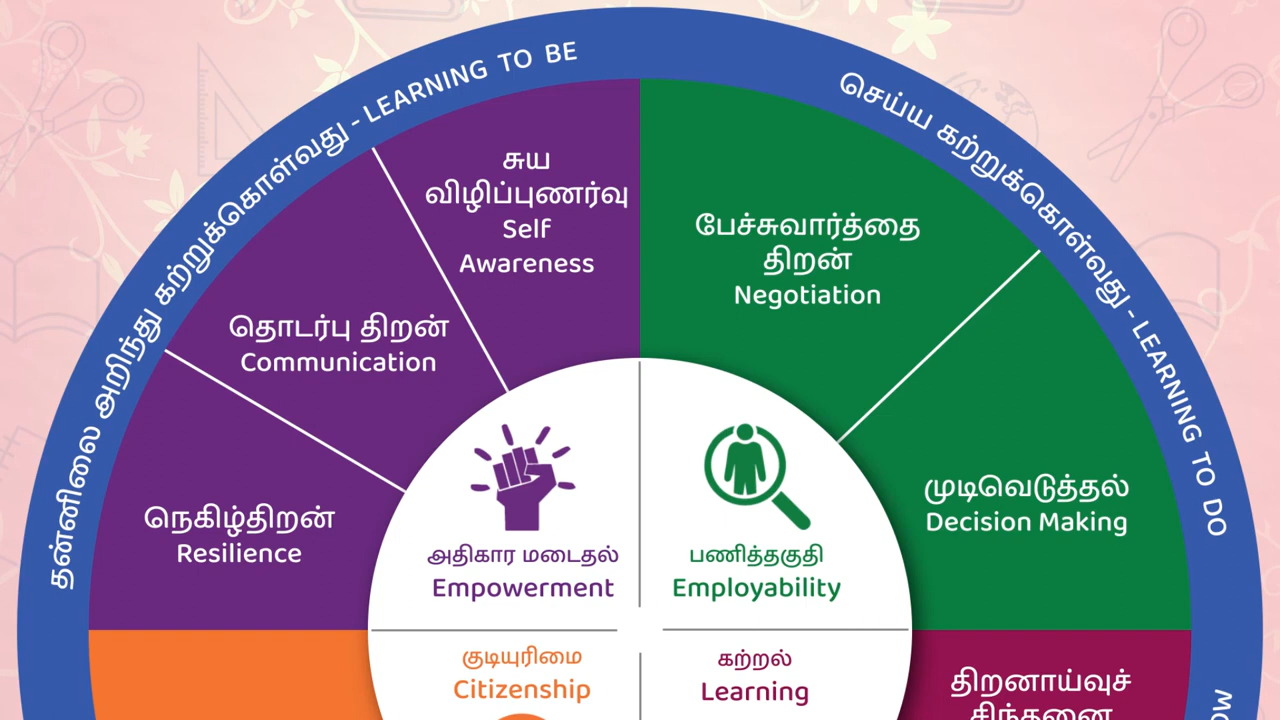 தன்னிலை அறிந்து கற்றுக்கொள்வது - LEARNING TO BE
செய்ய கற்றுக்கொள்வது - LEARNING TO DO
சுய
விழிப்புணர்வு
Self
Awareness
பேச்சுவார்த்தை
திறன்
Negotiation
தொடர்பு திறன்
Communication
முடிவெடுத்தல்
Decision Making
நெகிழ்திறன்
Resilience
அதிகார மடைதல்
Empowerment
பணித்தகுதி
Employability
குடியுரிமை
Citizenship
கற்றல்
Learning
திறனாய்வுச்
சிந்தனை